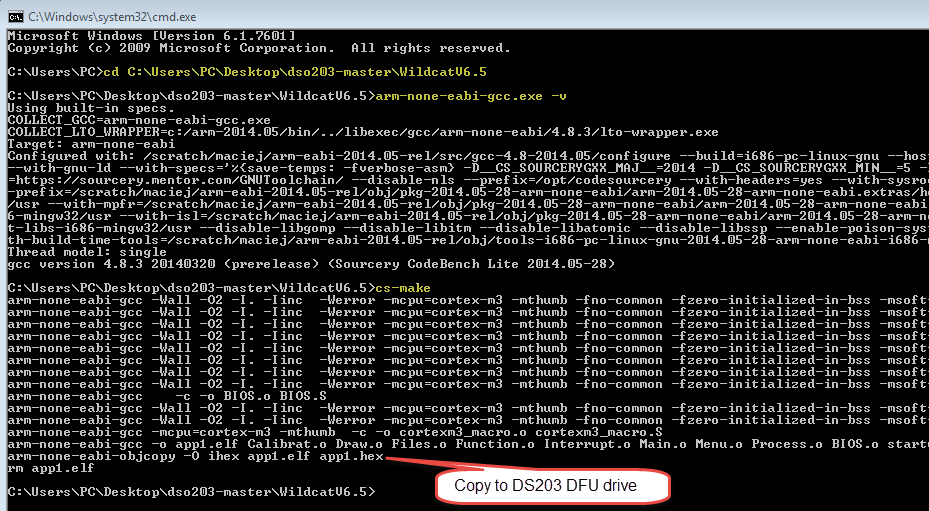 C:\Windows\system32\cmd.exe
Microsoft Windows [Version 6.1.7601]
Copyright (c) 2009 Microsoft Corporation.  All rights reserved.
C:\Users\PC>cd C:\Users\PC\Desktop\dso203-master\WildcatV6.5
C:\Users\PC\Desktop\dso203-master\WildcatV6.5>arm-none-eabi-gcc.exe -v
Using built-in specs.
COLLECT_GCC=arm-none-eabi-gcc.exe
COLLECT_LTO_WRAPPER=c:/arm-2014.05/bin/../libexec/gcc/arm-none-eabi/4.8.3/lto-wrapper.exe
Target: arm-none-eabi
Configured with: /scratch/maciej/arm-eabi-2014.05-rel/src/gcc-4.8-2014.05/configure --build=i686-pc-linux-gnu --hos
--with-gnu-ld --with-specs='%{save-temps: -fverbose-asm} -D__CS_SOURCERYGXX_MAJ__=2014 -D__CS_SOURCERYGXX_MIN__=5 -
=https://sourcery.mentor.com/GNUToolchain/ --disable-nls --prefix=/opt/codesourcery --with-headers=yes --with-sysro
-prefix=/scratch/maciej/arm-eabi-2014.05-rel/obj/pkg-2014.05-28-arm-none-eabi/arm-2014.05-28-arm-none-eabi.extras/h
/usr --with-mpfr=/scratch/maciej/arm-eabi-2014.05-rel/obj/pkg-2014.05-28-arm-none-eabi/arm-2014.05-28-arm-none-eabi
6-mingw32/usr --with-isl=/scratch/maciej/arm-eabi-2014.05-rel/obj/pkg-2014.05-28-arm-none-eabi/arm-2014.05-28-arm-n
t-libs-i686-mingw32/usr --disable-libgomp --disable-libitm --disable-libatomic --disable-libssp --enable-poison-sys
th-build-time-tools=/scratch/maciej/arm-eabi-2014.05-rel/obj/tools-i686-pc-linux-gnu-2014.05-28-arm-none-eabi-i686-
Thread model: single
gcc version 4.8.3 20140320 (prerelease) (Sourcery CodeBench Lite 2014.05-28)
C:\Users\PC\Desktop\dso203-master\WildcatV6.5>cs-make
arm-none-eabi-gcc -Wall -O2 -I. -Iinc  -Werror -mcpu=cortex-m3 -mthumb -fno-common -fzero-initialized-in-bss -msoft-
arm-none-eabi-gcc -Wall -O2 -I. -Iinc  -Werror -mcpu=cortex-m3 -mthumb -fno-common -fzero-initialized-in-bss -msoft-
arm-none-eabi-gcc -Wall -O2 -I. -Iinc  -Werror -mcpu=cortex-m3 -mthumb -fno-common -fzero-initialized-in-bss -msoft-
arm-none-eabi-gcc -Wall -O2 -I. -Iinc  -Werror -mcpu=cortex-m3 -mthumb -fno-common -fzero-initialized-in-bss -msoft-
arm-none-eabi-gcc -Wall -O2 -I. -Iinc  -Werror -mcpu=cortex-m3 -mthumb -fno-common -fzero-initialized-in-bss -msoft-
arm-none-eabi-gcc -Wall -O2 -I. -Iinc  -Werror -mcpu=cortex-m3 -mthumb -fno-common -fzero-initialized-in-bss -msoft-
arm-none-eabi-gcc -Wall -O2 -I. -Iinc  -Werror -mcpu=cortex-m3 -mthumb -fno-common -fzero-initialized-in-bss -msoft-
arm-none-eabi-gcc -Wall -O2 -I. -Iinc  -Werror -mcpu=cortex-m3 -mthumb -fno-common -fzero-initialized-in-bss -msoft-
arm-none-eabi-gcc    -c -o BIOS.o BIOS.S
arm-none-eabi-gcc -Wall -O2 -I. -Iinc  -Werror -mcpu=cortex-m3 -mthumb -fno-common -fzero-initialized-in-bss -msoft-
arm-none-eabi-gcc -Wall -O2 -I. -Iinc  -Werror -mcpu=cortex-m3 -mthumb -fno-common -fzero-initialized-in-bss -msoft-
arm-none-eabi-gcc -mcpu=cortex-m3 -mthumb  -c -o cortexm3_macro.o cortexm3_macro.S
arm-none-eabi-gcc -o app1.elf Calibrat.o Draw.o Files.o Function.o Interrupt.o Main.o Menu.o Process.o BIOS.o startu
arm-none-eabi-objcopy -O ihex app1.elf app1.hex
rm app1.elf
Copy to DS203 DFU drive
C:\Users\PC\Desktop\dso203-master\WildcatV6.5>